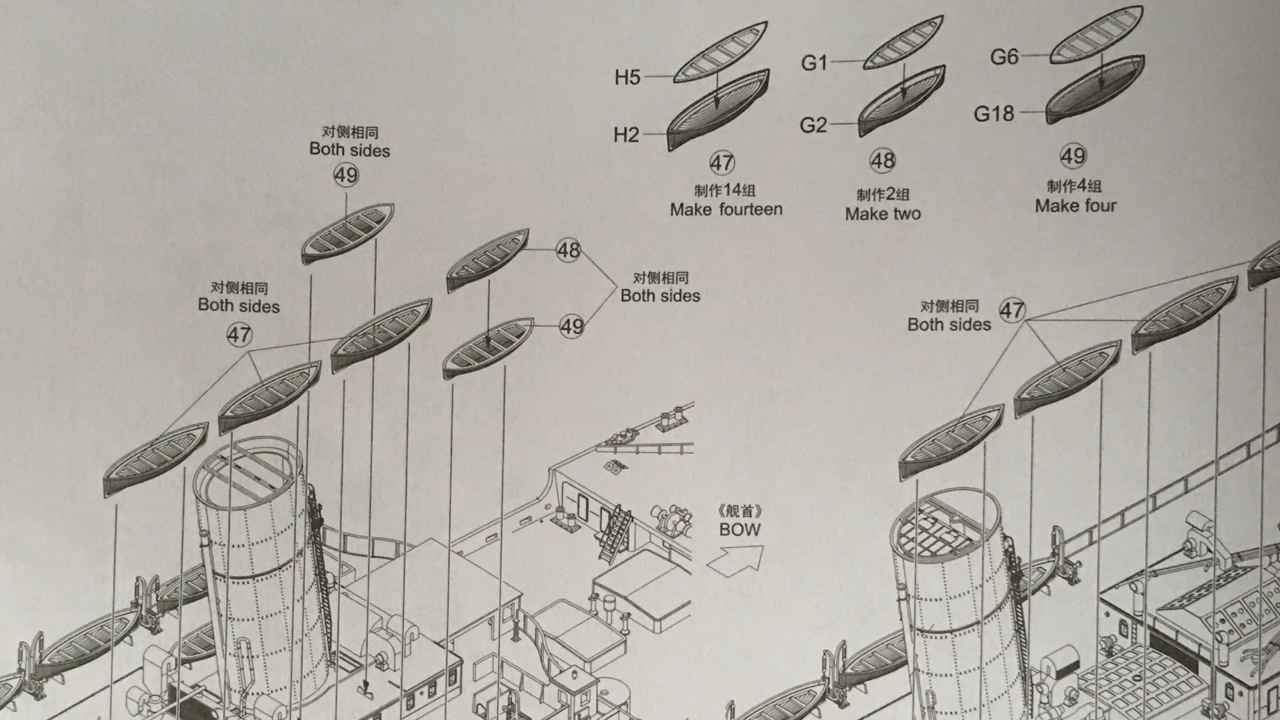 H5
H2
47
制作14组
Make fourteen
G1
G2
48
制作2组
Make two
G6
G18
49
制作4组
Make four
对侧相同
Both sides
49
48
49
对侧相同
Both sides
对侧相同
Both sides
47
对侧相同
Both sides
47
《舰首》
BOW